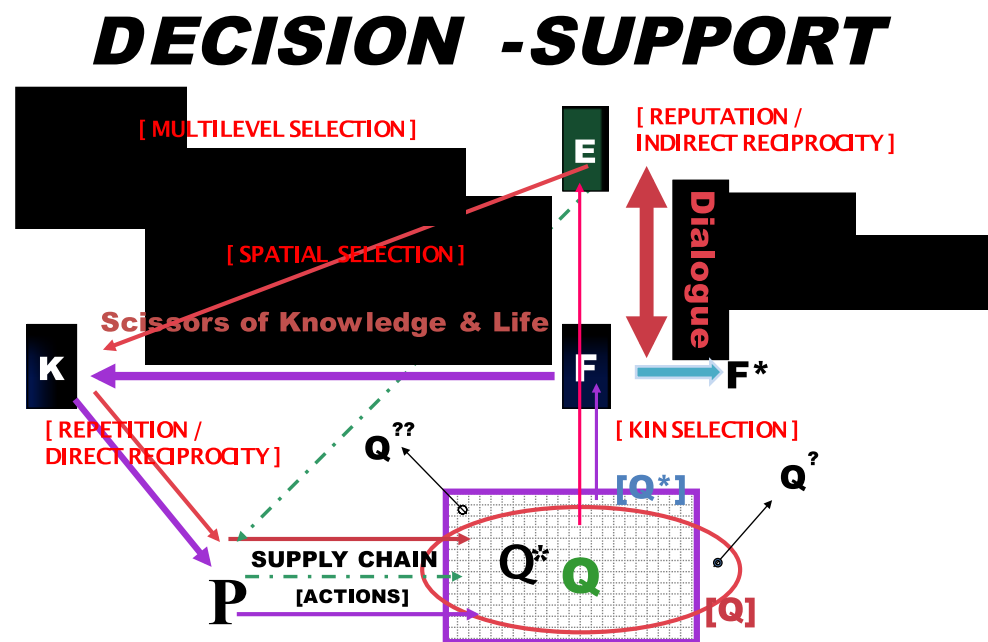 DECISION -SUPPORT
[ MULTILEVEL SELECTION ]
[ REPUTATION /
INDIRECT RECIPROCITY ]
E
Dialogue
[ SPATIAL SELECTION ]
Scissors of Knowledge & Life
K
F
F*
[ REPETITION /
DIRECT RECIPROCITY ]
[ KIN SELECTION ]
Q??
Q?
[Q*]
SUPPLY CHAIN
Q*
Q
P
[ACTIONS]
[Q]